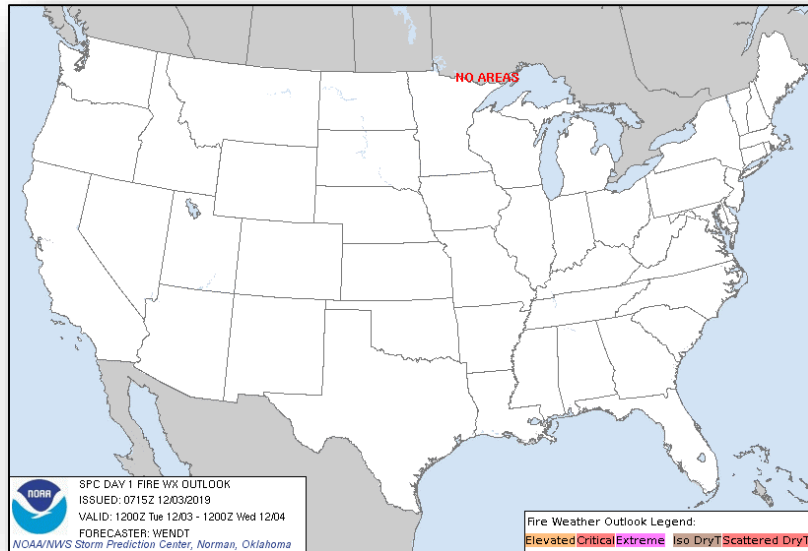 NO AREAS
NOAA
SPC DAY 1 FIRE WX OUTLOOK
ISSUED: 0715Z 12/03/2019
VALID: 1200Z Tue 12/03 - 1200Z Wed 12/04
FORECASTER: WENDT
NOAA/NWS Storm Prediction Center, Norman, Oklahoma
Fire Weather Outlook Legend:
Elevated Critical Extreme Iso DryT Scattered DryT